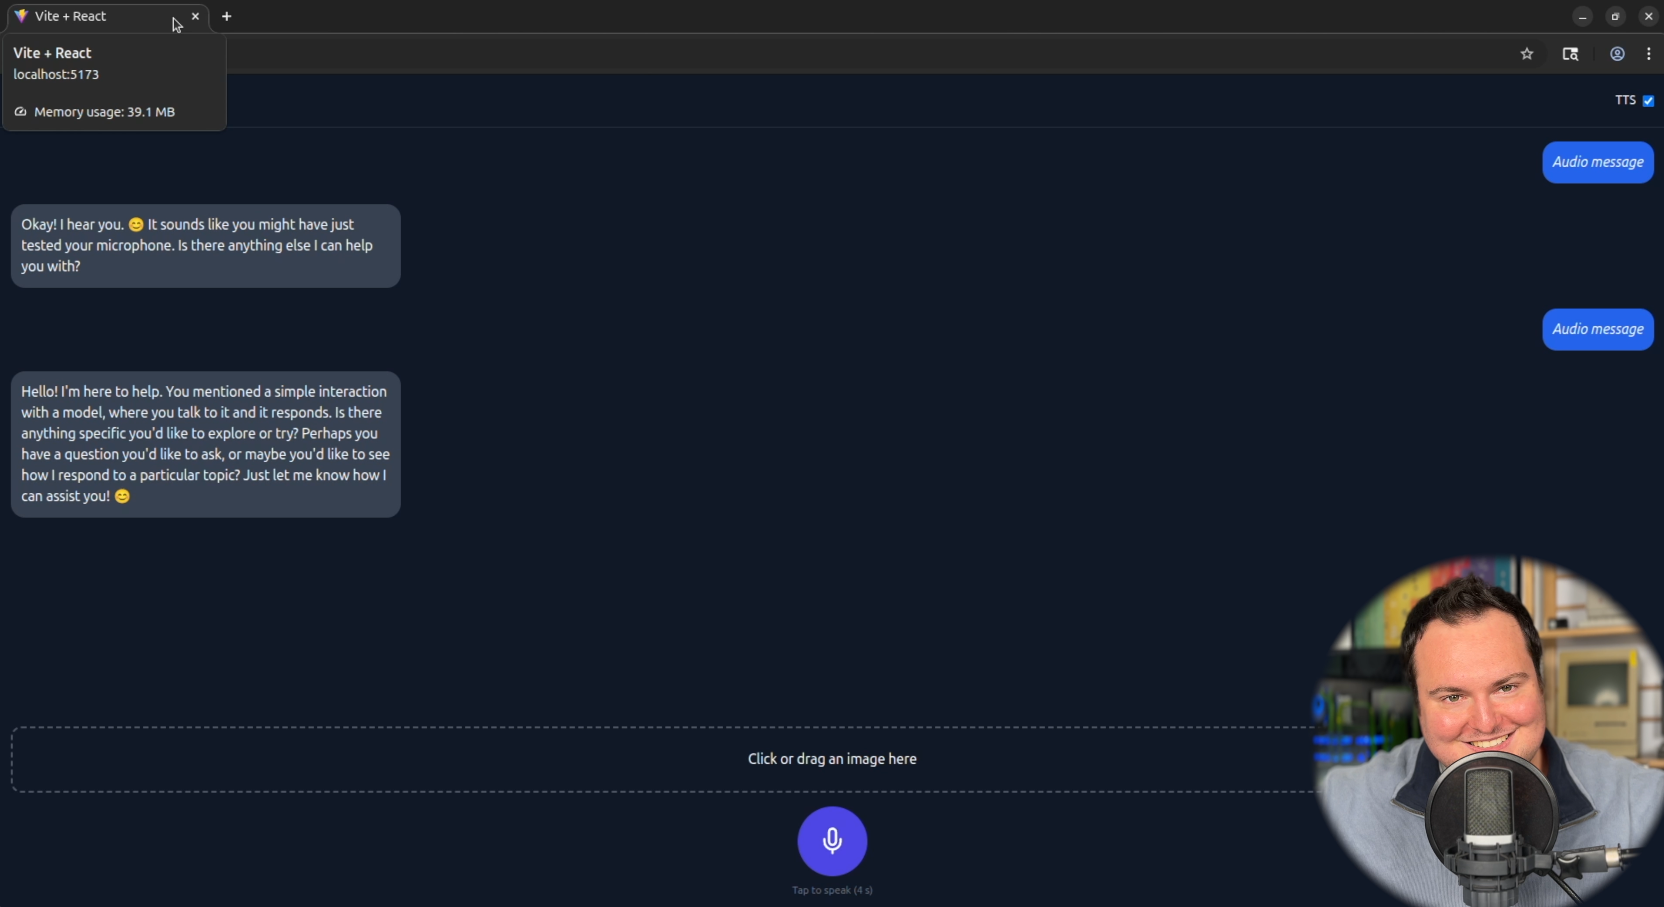 Vite + React
Vite + React
localhost:5173
Memory usage: 39.1 MB
TTS
Audio message
Okay! I hear you. 😊 It sounds like you might have just
tested your microphone. Is there anything else I can help
you with?
Audio message
Hello! I'm here to help. You mentioned a simple interaction
with a model, where you talk to it and it responds. Is there
anything specific you'd like to explore or try? Perhaps you
have a question you'd like to ask, or maybe you'd like to see
how I respond to a particular topic? Just let me know how I
can assist you! 😊
Click or drag an image here
Tap to speak (4 s)